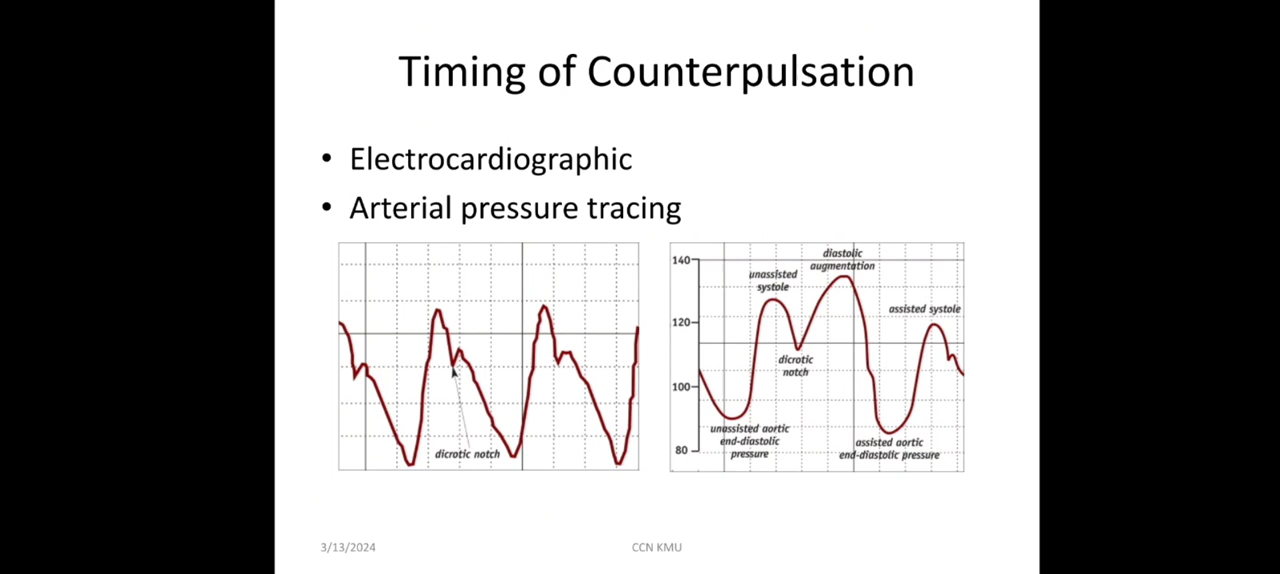 Timing of Counterpulsation
• Electrocardiographic
• Arterial pressure tracing
dicrotic notch
140
120
100
80
unassisted
systole
diastolic
augmentation
assisted systole
dicrotic
notch
unassisted aortic
end-diastolic
pressure
assisted aortic
end-diastolic pressure
3/13/2024
CCN KMU